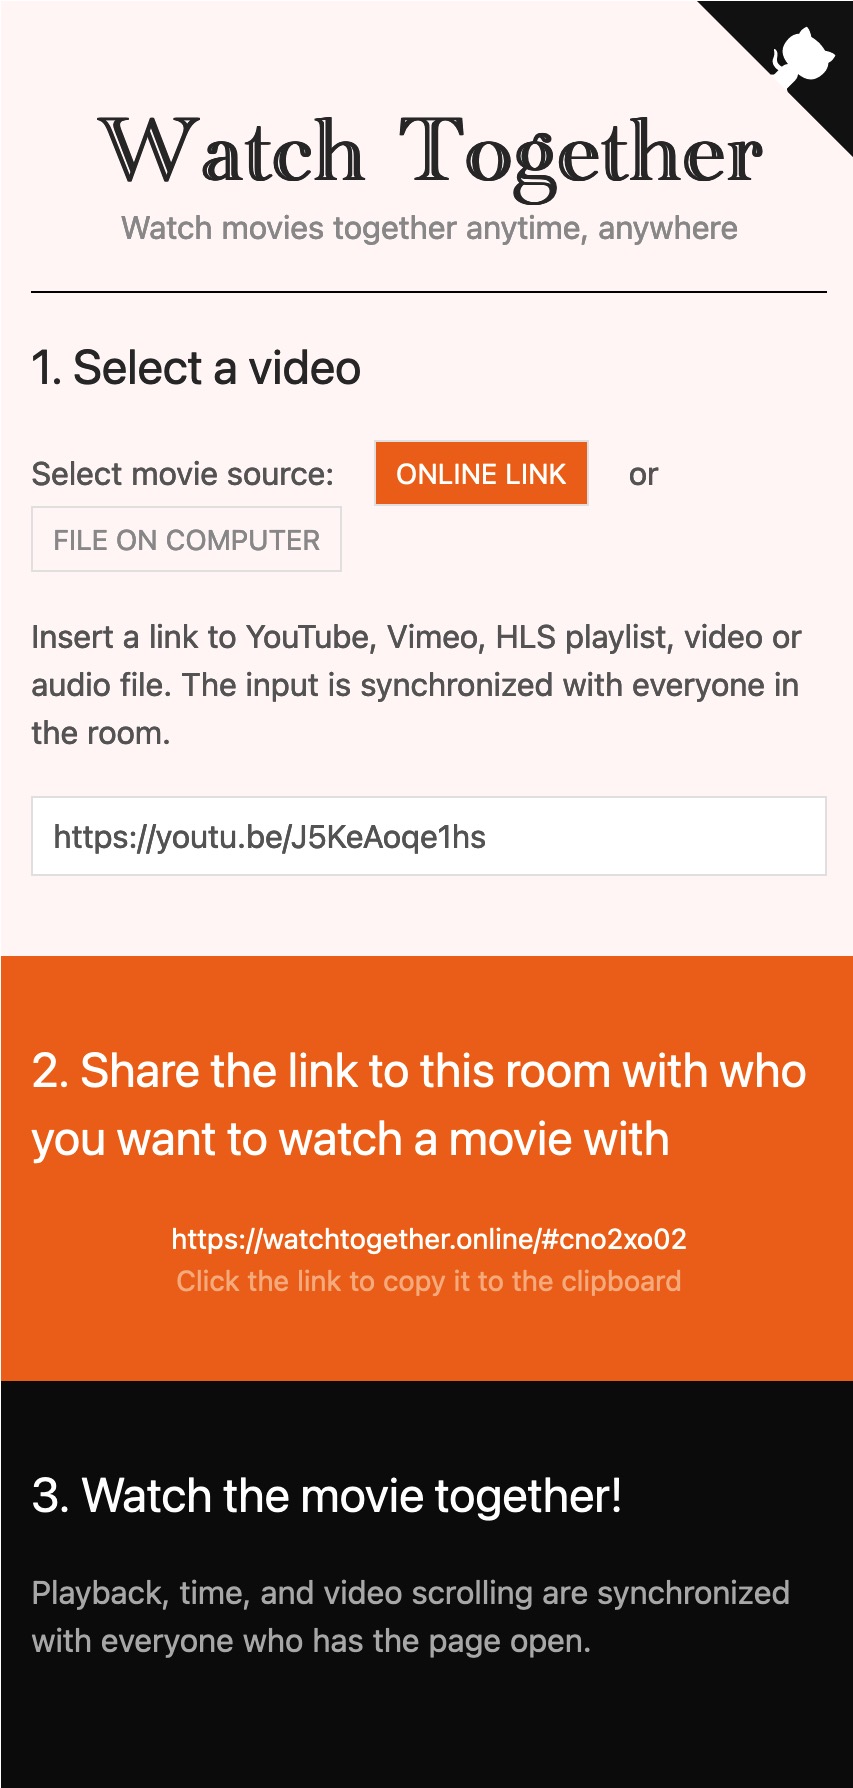 Watch Together
Watch movies together anytime, anywhere
1. Select a video
Select movie source: ONLINE LINK or
FILE ON COMPUTER
Insert a link to YouTube, Vimeo, HLS playlist, video or
audio file. The input is synchronized with everyone in
the room.
https://youtu.be/J5KeAoqe1hs
2. Share the link to this room with who
you want to watch a movie with
https://watchtogether.online/#cno2xo02
Click the link to copy it to the clipboard
3. Watch the movie together!
Playback, time, and video scrolling are synchronized
with everyone who has the page open.